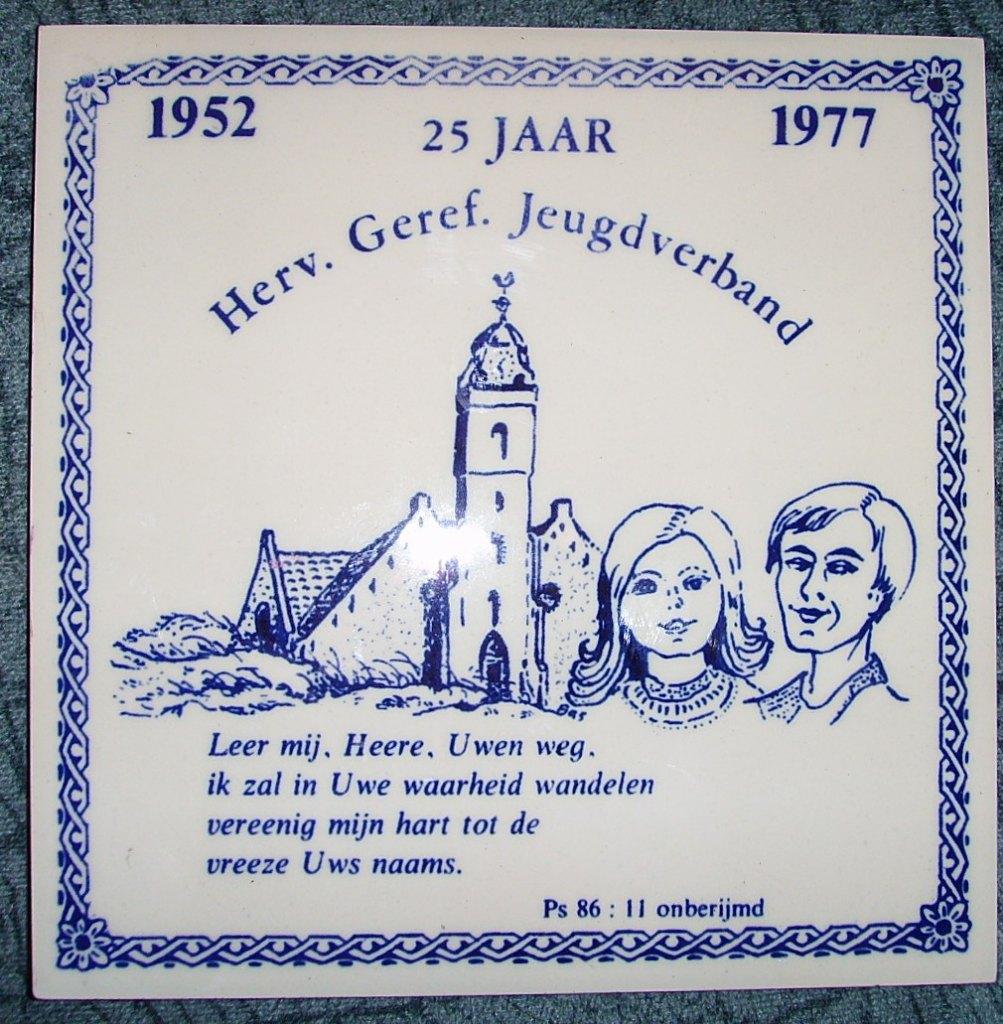 1952 25 JAAR 1977
Herv. Geref. Jeugdverband
Bas
Leer mij, Heere, Uwen weg.
ik zal in Uwe waarheid wandelen
vereenig mijn hart tot de
vreeze Uws naams.
Ps 86 : 11 onberijmd